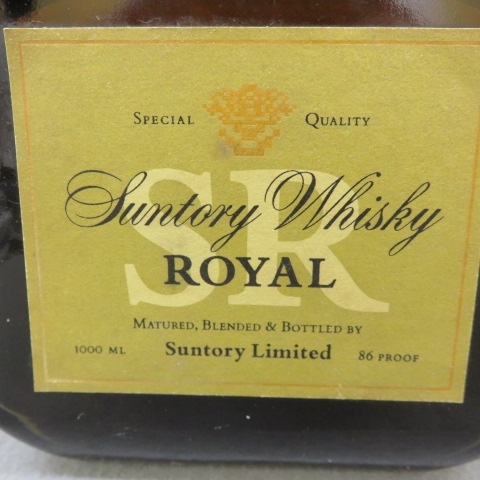 SPECIAL QUALITY
SR
Suntory Whisky
ROYAL
MATURED, BLENDED & BOTTLED BY
1000 ML Suntory Limited 86 PROOF